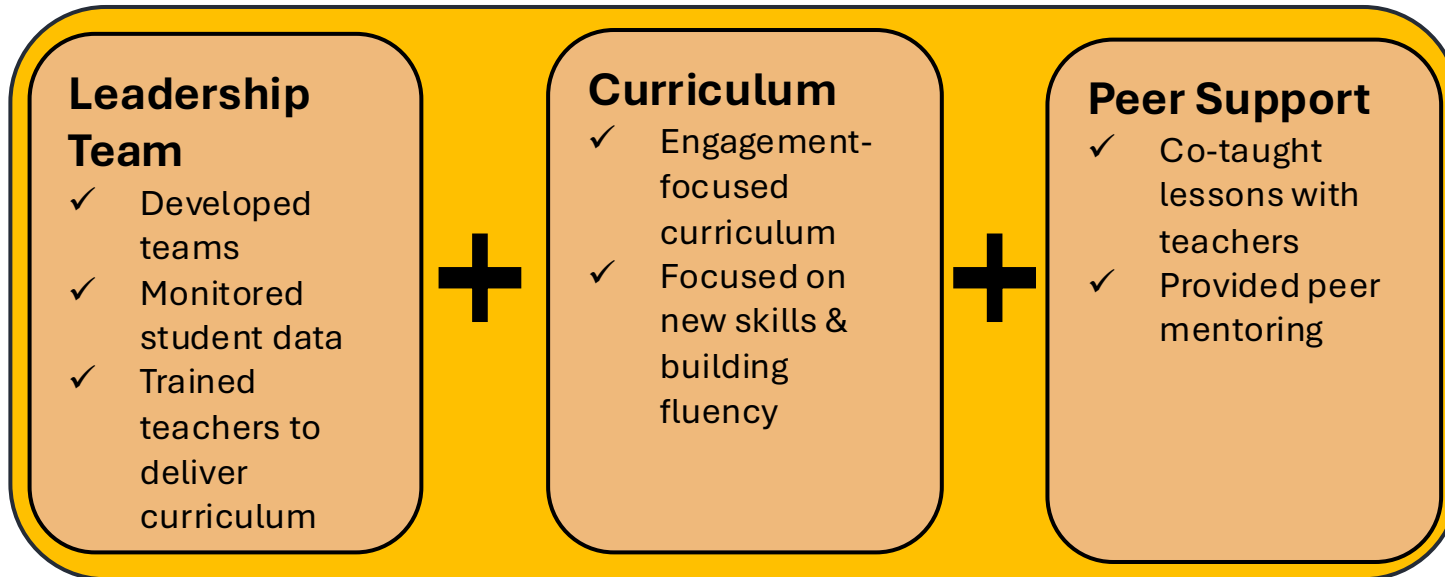 Leadership
Team
✓ Developed
teams
✓ Monitored
student data
✓ Trained
teachers to
deliver
curriculum
+
Curriculum
✓ Engagement-
focused
curriculum
✓ Focused on
new skills &
building
fluency
+
Peer Support
✓ Co-taught
lessons with
teachers
✓ Provided peer
mentoring